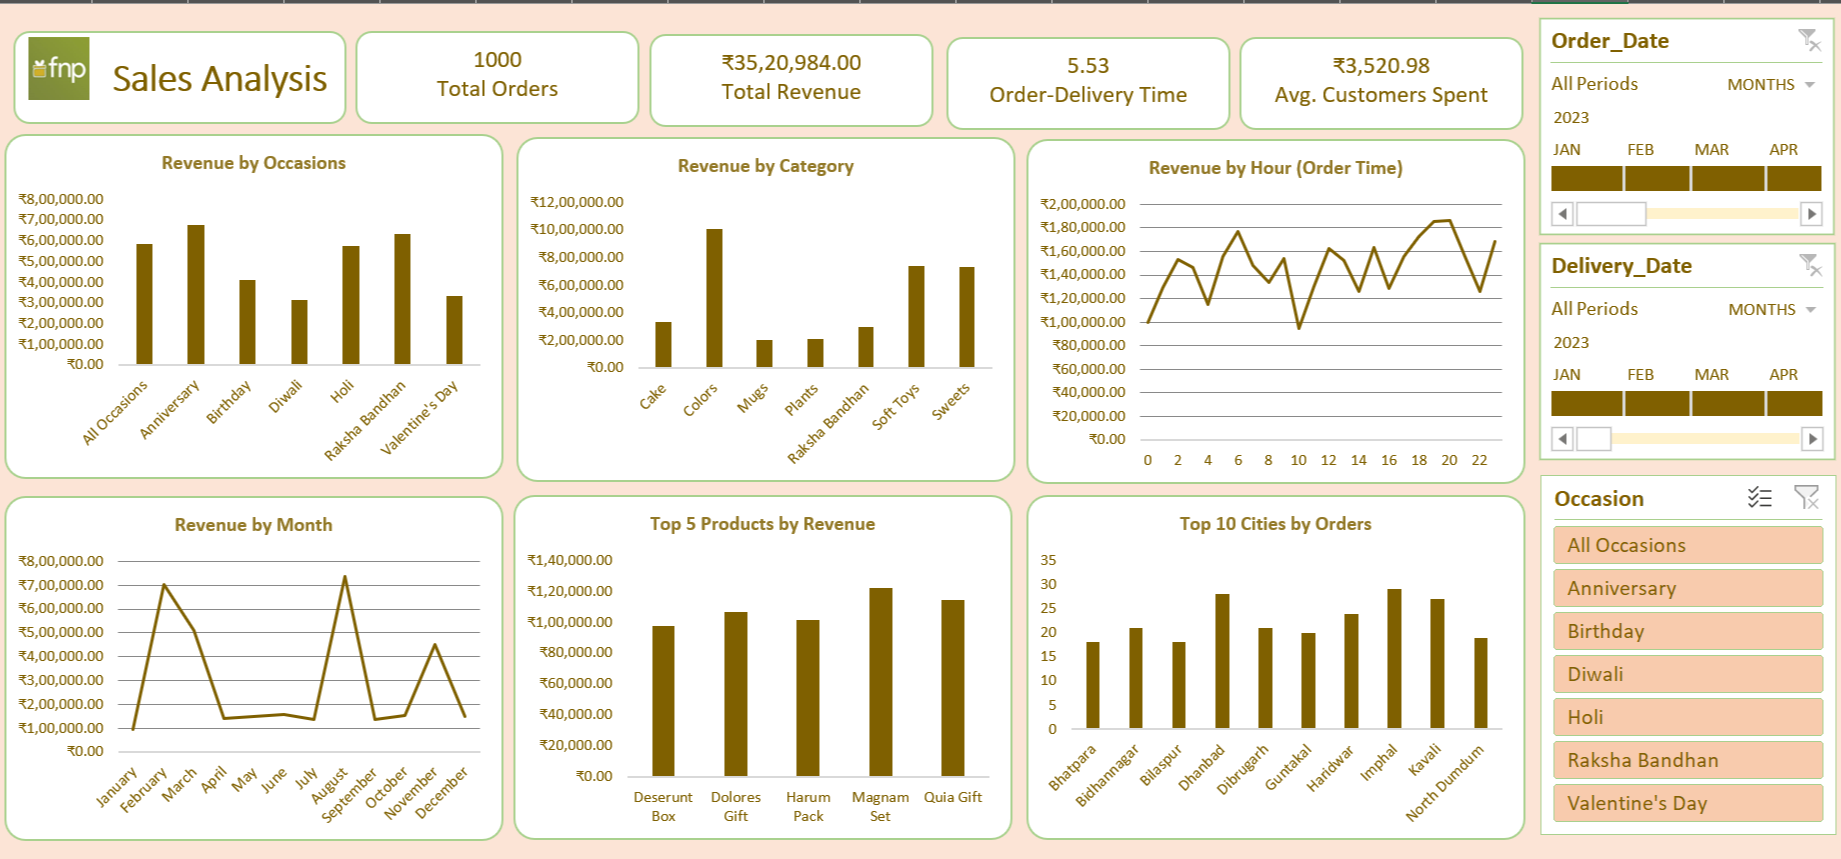 fnp
Sales Analysis
1000
Total Orders
₹35,20,984.00
Total Revenue
5.53
Order-Delivery Time
₹3,520.98
Avg. Customers Spent
Revenue by Occasions
₹8,00,000.00
₹7,00,000.00
₹6,00,000.00
₹5,00,000.00
₹4,00,000.00
₹3,00,000.00
₹2,00,000.00
₹1,00,000.00
₹0.00
All Occasions
Anniversary
Birthday
Diwali
Holi
Raksha Bandhan
Valentine's Day
Revenue by Category
₹12,00,000.00
₹10,00,000.00
₹8,00,000.00
₹6,00,000.00
₹4,00,000.00
₹2,00,000.00
₹0.00
Cake
Colors
Mugs
Plants
Raksha Bandhan
Soft Toys
Sweets
Revenue by Hour (Order Time)
₹2,00,000.00
₹1,80,000.00
₹1,60,000.00
₹1,40,000.00
₹1,20,000.00
₹1,00,000.00
₹80,000.00
₹60,000.00
₹40,000.00
₹20,000.00
₹0.00
0 2 4 6 8 10 12 14 16 18 20 22
Revenue by Month
₹8,00,000.00
₹7,00,000.00
₹6,00,000.00
₹5,00,000.00
₹4,00,000.00
₹3,00,000.00
₹2,00,000.00
₹1,00,000.00
₹0.00
January
February
March
April
May
June
July
August
September
October
November
December
Top 5 Products by Revenue
₹1,40,000.00
₹1,20,000.00
₹1,00,000.00
₹80,000.00
₹60,000.00
₹40,000.00
₹20,000.00
₹0.00
Deserunt
Box
Dolores
Gift
Harum
Pack
Magnam
Set
Quia Gift
Top 10 Cities by Orders
35
30
25
20
15
10
5
0
Bhatpara
Bidhannagar
Bilaspur
Dhanbad
Dibrugarh
Guntakal
Haridwar
Imphal
Kavali
North Dumdum
Order_Date
All Periods MONTHS
2023
JAN FEB MAR APR
Delivery_Date
All Periods MONTHS
2023
JAN FEB MAR APR
Occasion
All Occasions
Anniversary
Birthday
Diwali
Holi
Raksha Bandhan
Valentine's Day